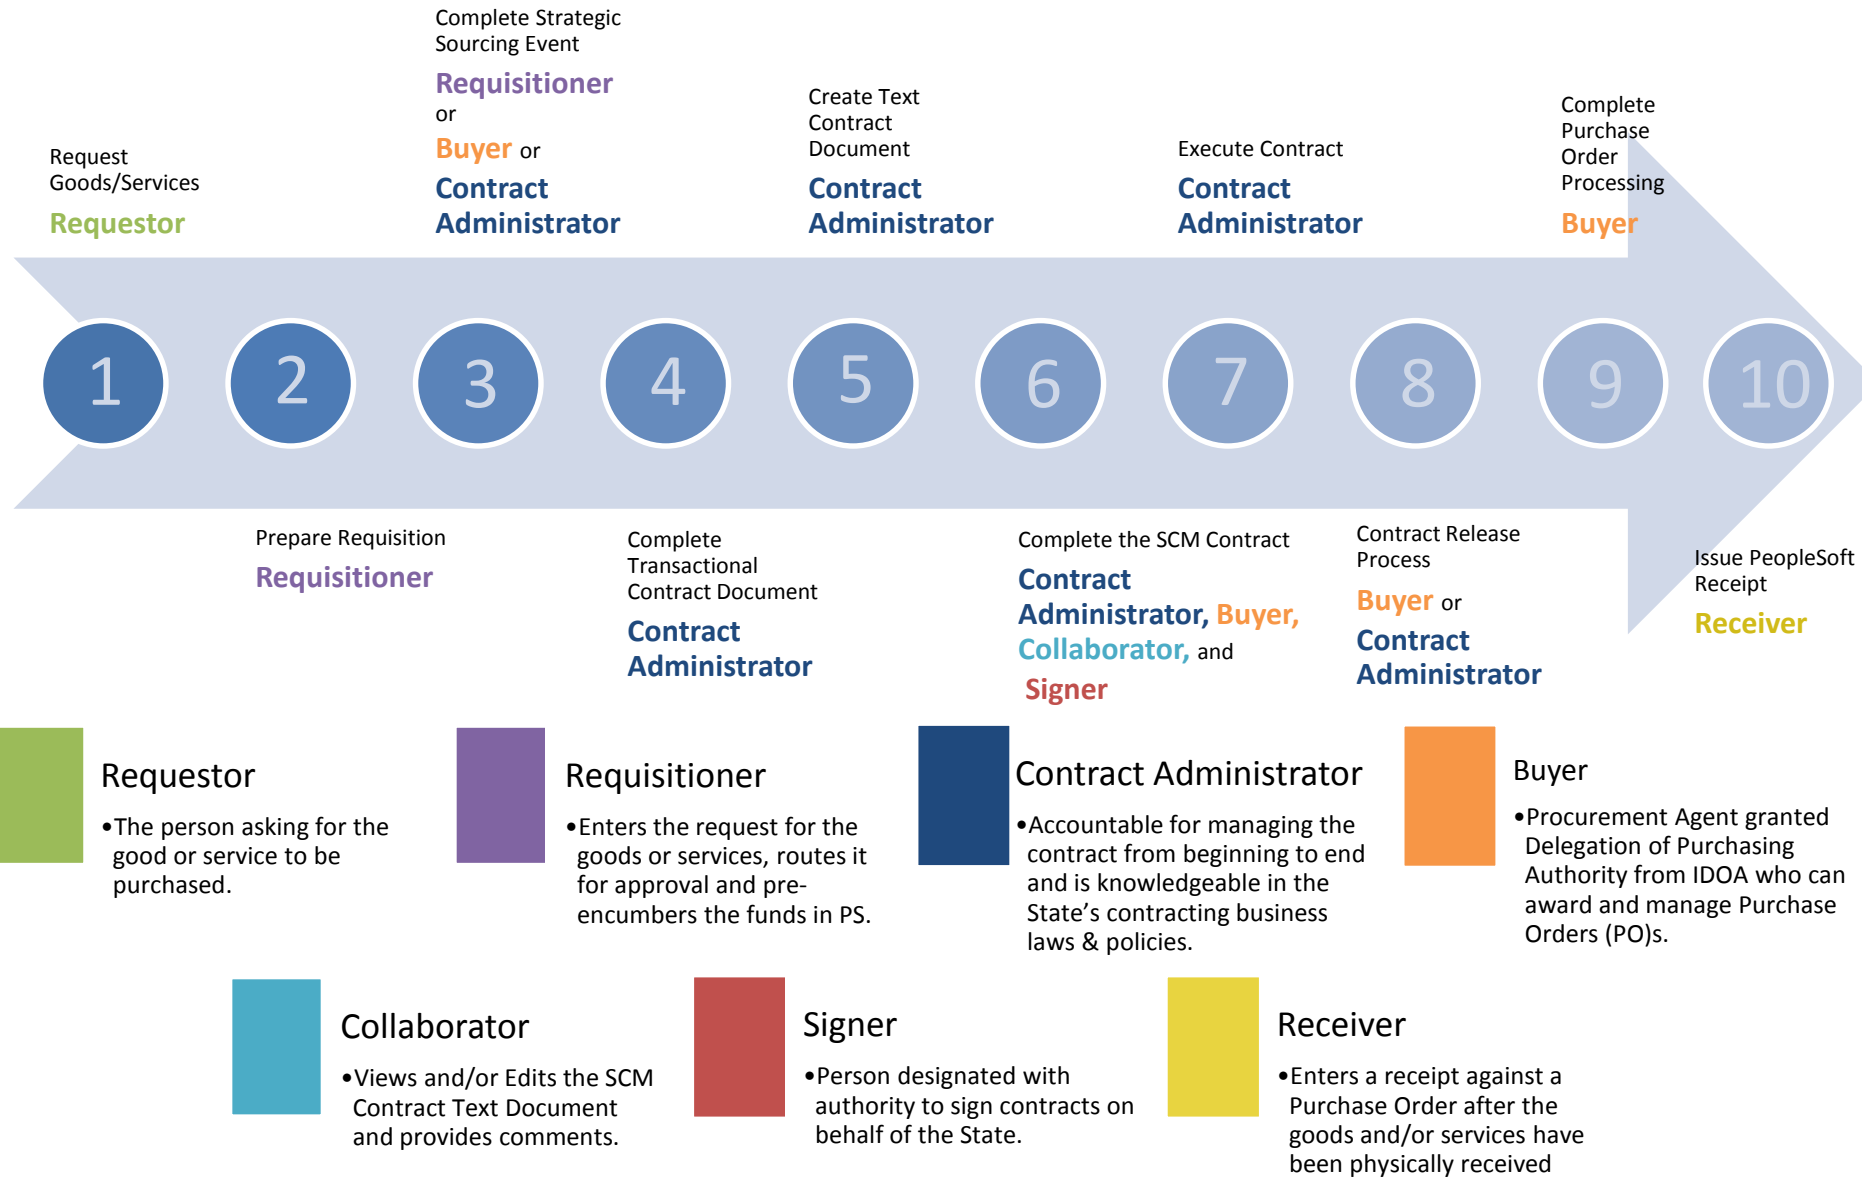 Request
Goods/Services
Requestor
Complete Strategic
Sourcing Event
Requisitioner
or
Buyer or
Contract
Administrator
Create Text
Contract
Document
Contract
Administrator
Execute Contract
Contract
Administrator
Complete
Purchase
Order
Processing
Buyer
1
2
3
4
5
6
7
8
9
10
Prepare Requisition
Requisitioner
Complete
Transactional
Contract Document
Contract
Administrator
Complete the SCM Contract
Contract
Administrator, Buyer,
Collaborator, and
Signer
Contract Release
Process
Buyer or
Contract
Administrator
Issue PeopleSoft
Receipt
Receiver
Requestor
•The person asking for the
good or service to be
purchased.
Requisitioner
•Enters the request for the
goods or services, routes it
for approval and pre-
encumbers the funds in PS.
Contract Administrator
•Accountable for managing the
contract from beginning to end
and is knowledgeable in the
State’s contracting business
laws & policies.
Buyer
•Procurement Agent granted
Delegation of Purchasing
Authority from IDOA who can
award and manage Purchase
Orders (PO)s.
Collaborator
•Views and/or Edits the SCM
Contract Text Document
and provides comments.
Signer
•Person designated with
authority to sign contracts on
behalf of the State.
Receiver
•Enters a receipt against a
Purchase Order after the
goods and/or services have
been physically received